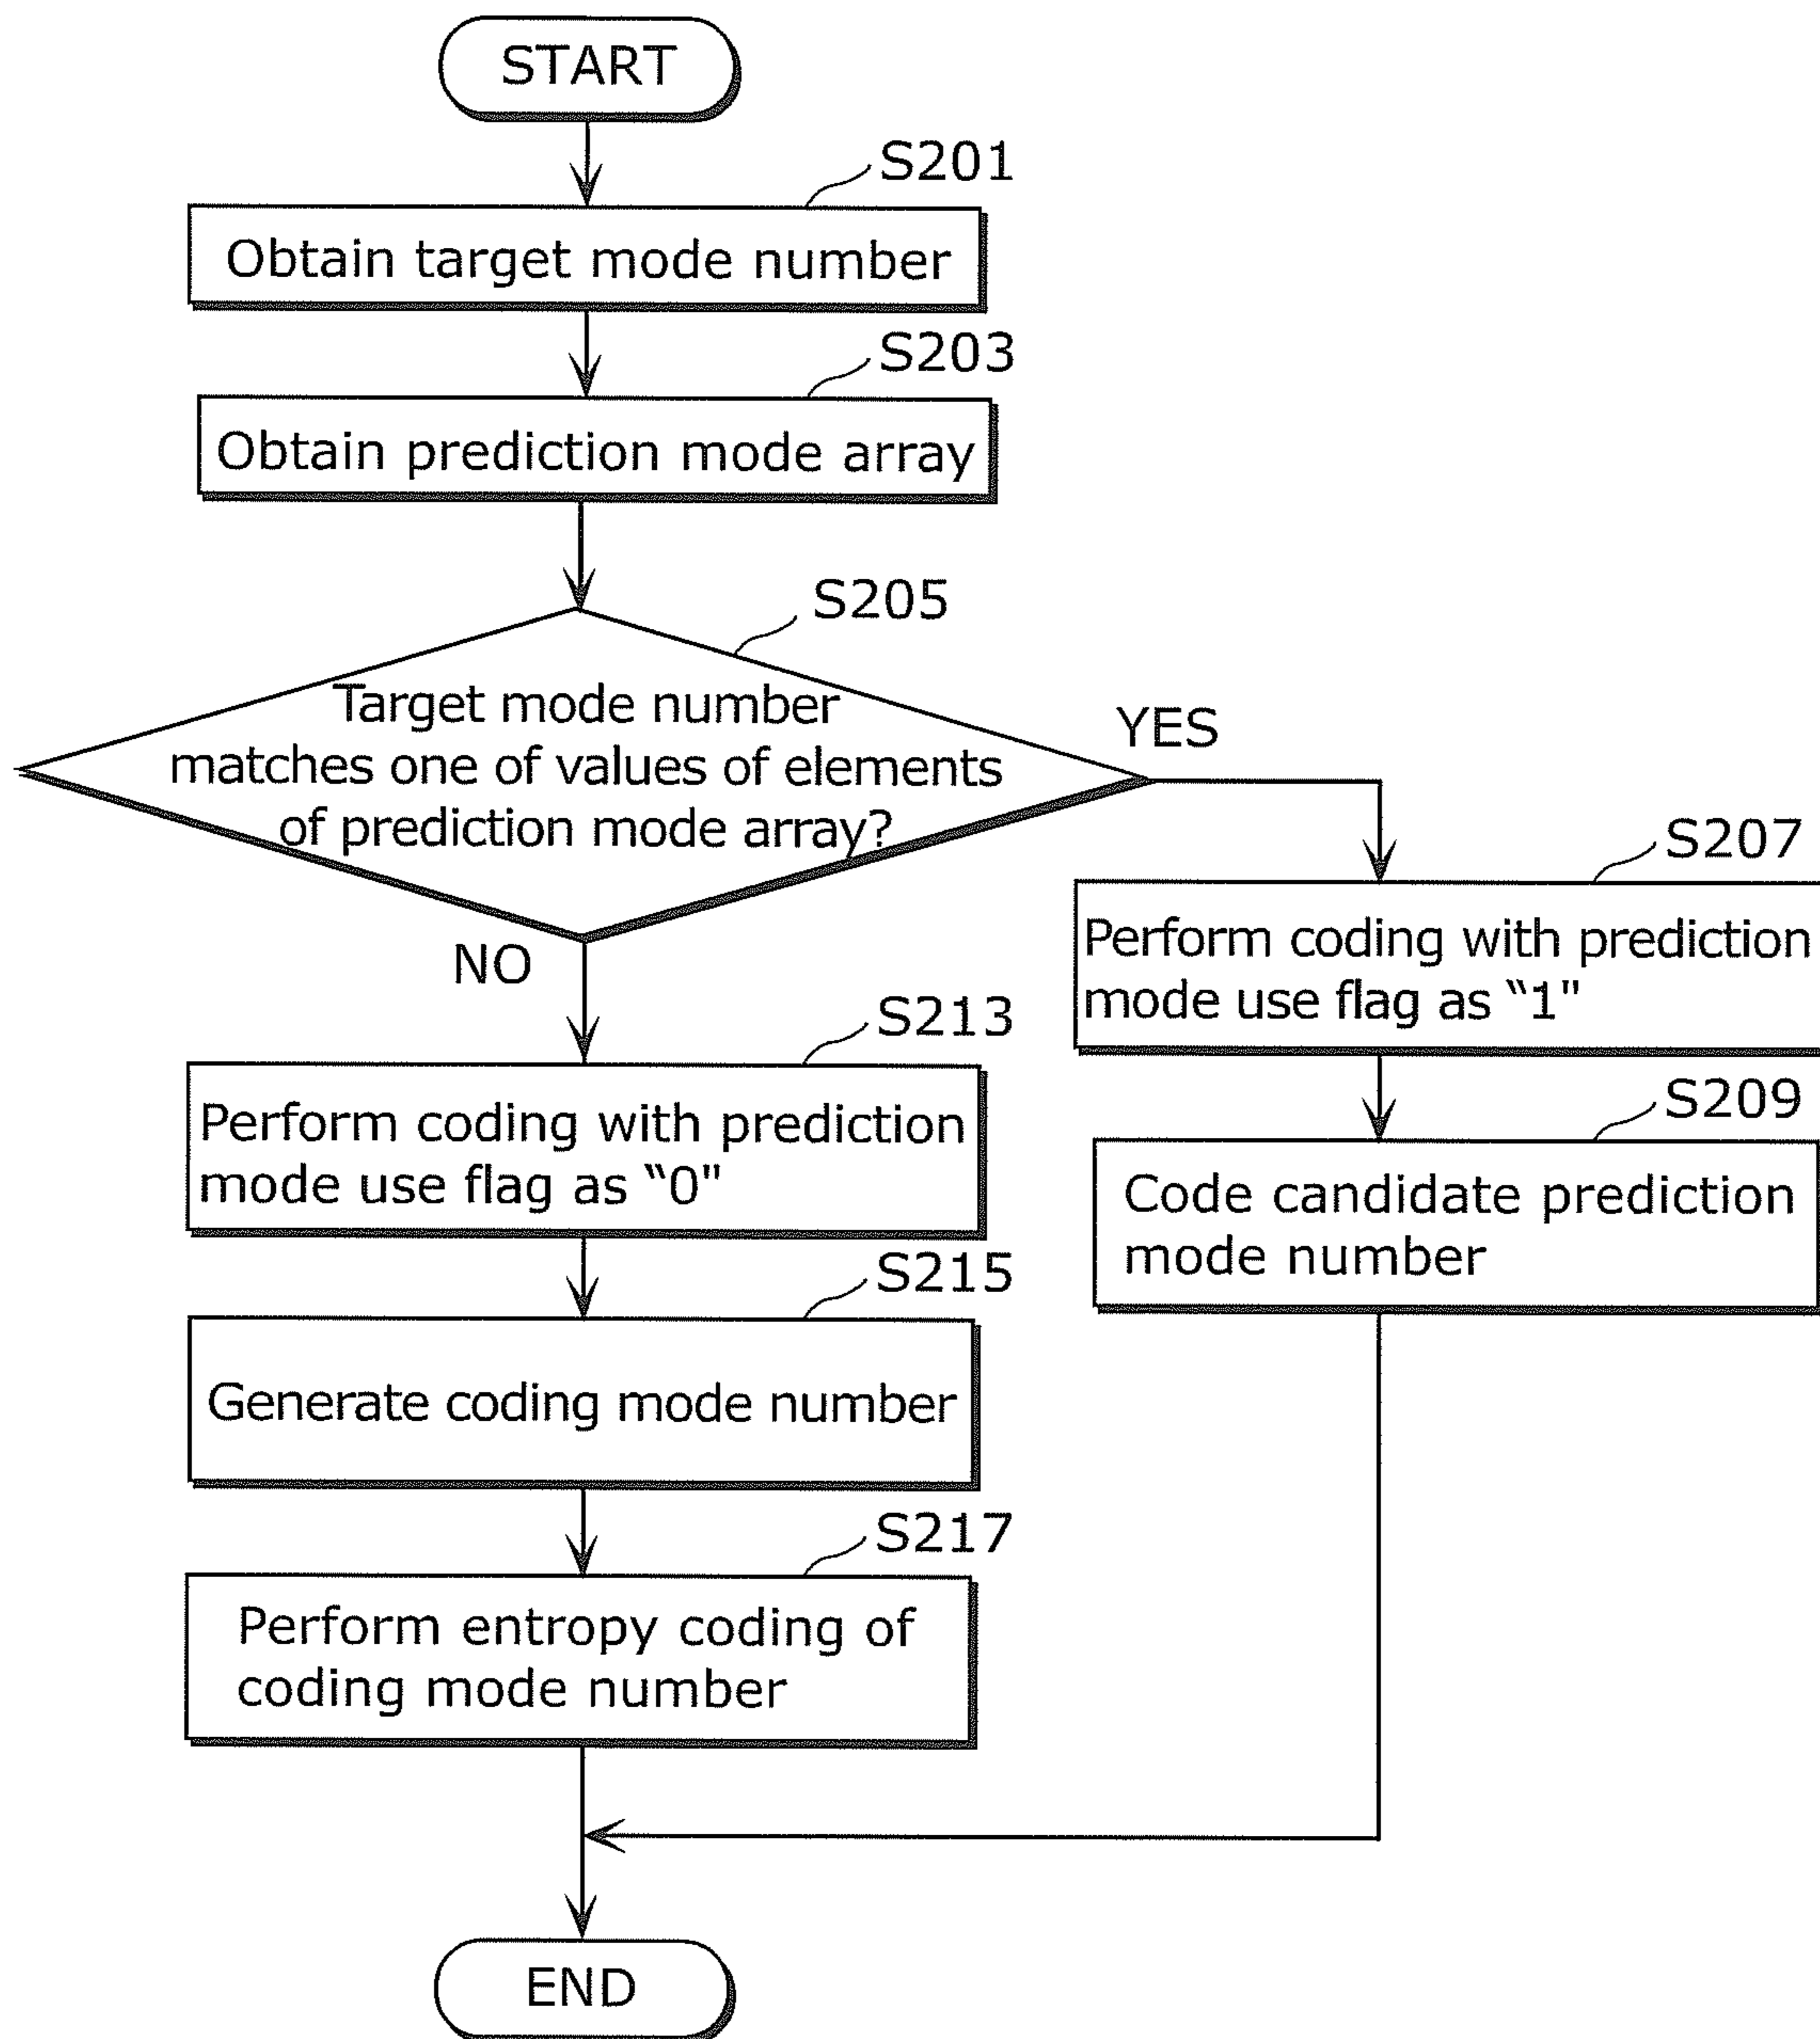 START
S201
Obtain target mode number
S203
Obtain prediction mode array
S205
Target mode number
matches one of values of elements
of prediction mode array?
YES
NO
S207
Perform coding with prediction
mode use flag as “1"
S209
Code candidate prediction
mode number
S213
Perform coding with prediction
mode use flag as “0"
S215
Generate coding mode number
S217
Perform entropy coding of
coding mode number
END